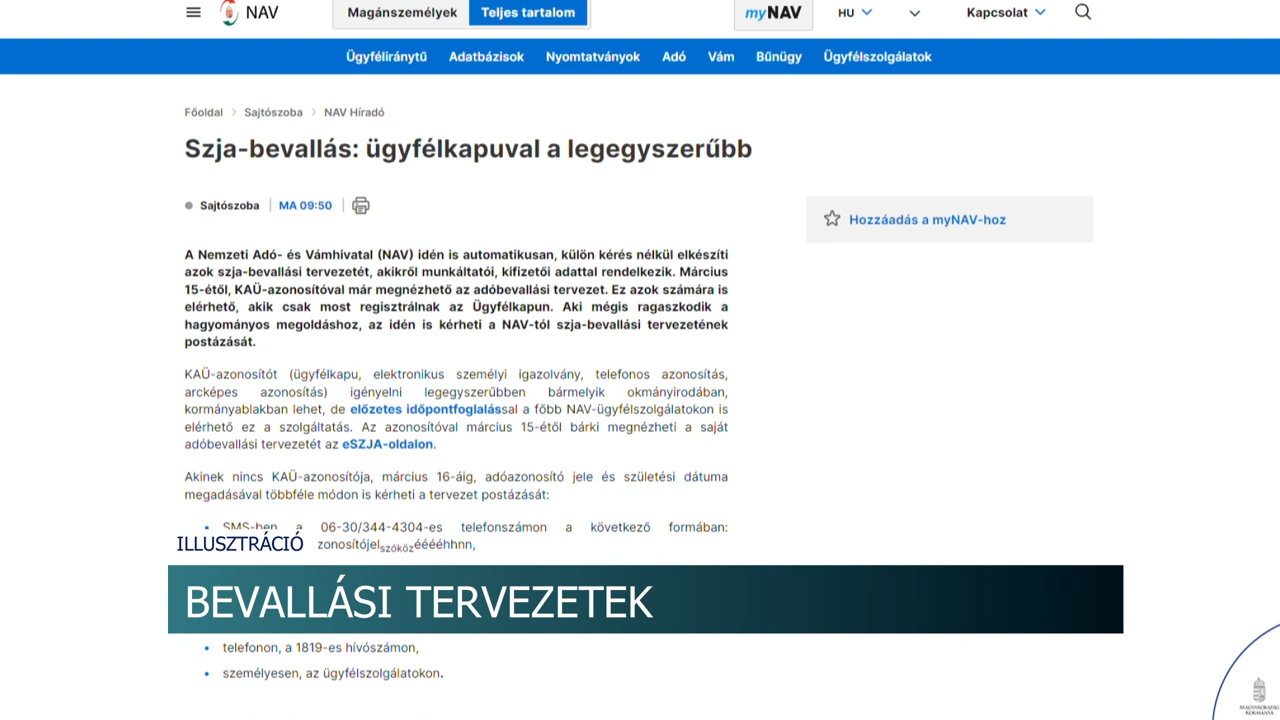 NAV
Magánszemélyek
Teljes tartalom
myNAV
HU
Kapcsolat
Ügyféliránytű
Adatbázisok
Nyomtatványok
Adó
Vám
Bűnügy
Ügyfélszolgálatok
Főoldal > Sajtószoba > NAV Híradó
Szja-bevallás: ügyfélkapuval a legegyszerűbb
Sajtószoba | MA 09:50
Hozzáadás a myNAV-hoz
A Nemzeti Adó- és Vámhivatal (NAV) idén is automatikusan, külön kérés nélkül elkészíti
azok szja-bevallási tervezetét, akikről munkáltatói, kifizetői adattal rendelkezik. Március
15-étől, KAÜ-azonosítóval már megnézhető az adóbevallási tervezet. Ez azok számára is
elérhető, akik csak most regisztrálnak az Ügyfélkapun. Aki mégis ragaszkodik a
hagyományos megoldáshoz, az idén is kérheti a NAV-tól szja-bevallási tervezetének
postázását.
KAÜ-azonosítót (ügyfélkapu, elektronikus személyi igazolvány, telefonos azonosítás,
arcképes azonosítás) igényelni legegyszerűbben bármelyik okmányirodában,
kormányablakban lehet, de előzetes időpontfoglalással a főbb NAV-ügyfélszolgálatokon is
elérhető ez a szolgáltatás. Az azonosítóval március 15-étől bárki megnézheti a saját
adóbevallási tervezetét az eSZJA-oldalon.
Akinek nincs KAÜ-azonosítója, március 16-áig, adóazonosító jele és születési dátuma
megadásával többféle módon is kérheti a tervezet postázását:
• SMS-ben a 06-30/344-4304-es telefonszámon a következő formában:
zonosítójelszóközééééhhnn,
ILLUSZTRÁCIÓ
BEVALLÁSI TERVEZETEK
• telefonon, a 1819-es hívószámon,
• személyesen, az ügyfélszolgálatokon.
MAGYARORSZÁG
KORMÁNYA